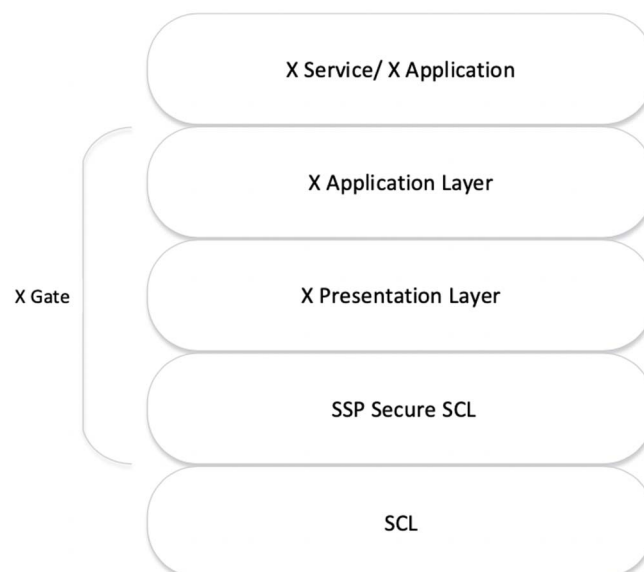 X Service/ X Application
X Application Layer
X Gate
X Presentation Layer
SSP Secure SCL
SCL